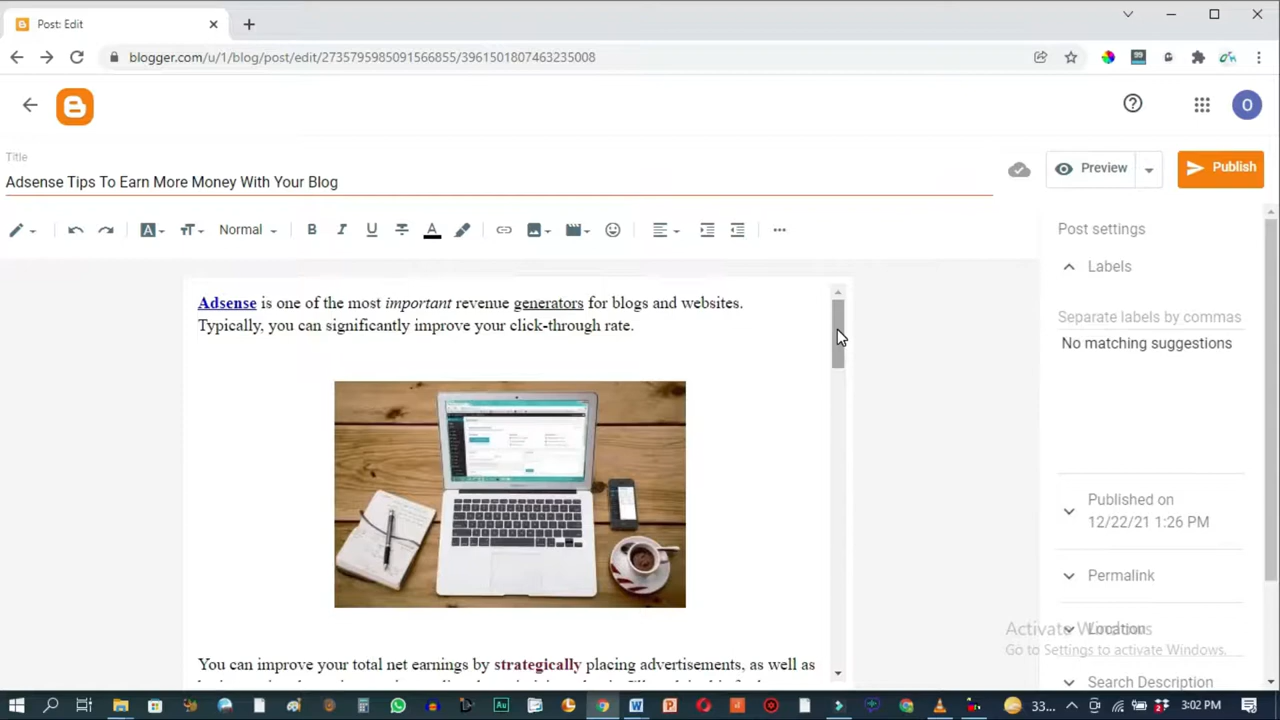 Post: Edit
blogger.com/u/1/blog/post/edit/2735795985091566855/3961501807463235008
99
O
Title
Adsense Tips To Earn More Money With Your Blog
Preview
Publish
Normal
Post settings
Labels
Separate labels by commas
No matching suggestions
Adsense is one of the most important revenue generators for blogs and websites.
Typically, you can significantly improve your click-through rate.
Published on
12/22/21 1:26 PM
Permalink
Location
Activate Windows
Go to Settings to activate Windows.
You can improve your total net earnings by strategically placing advertisements, as well as
Search Description
33...
3:02 PM